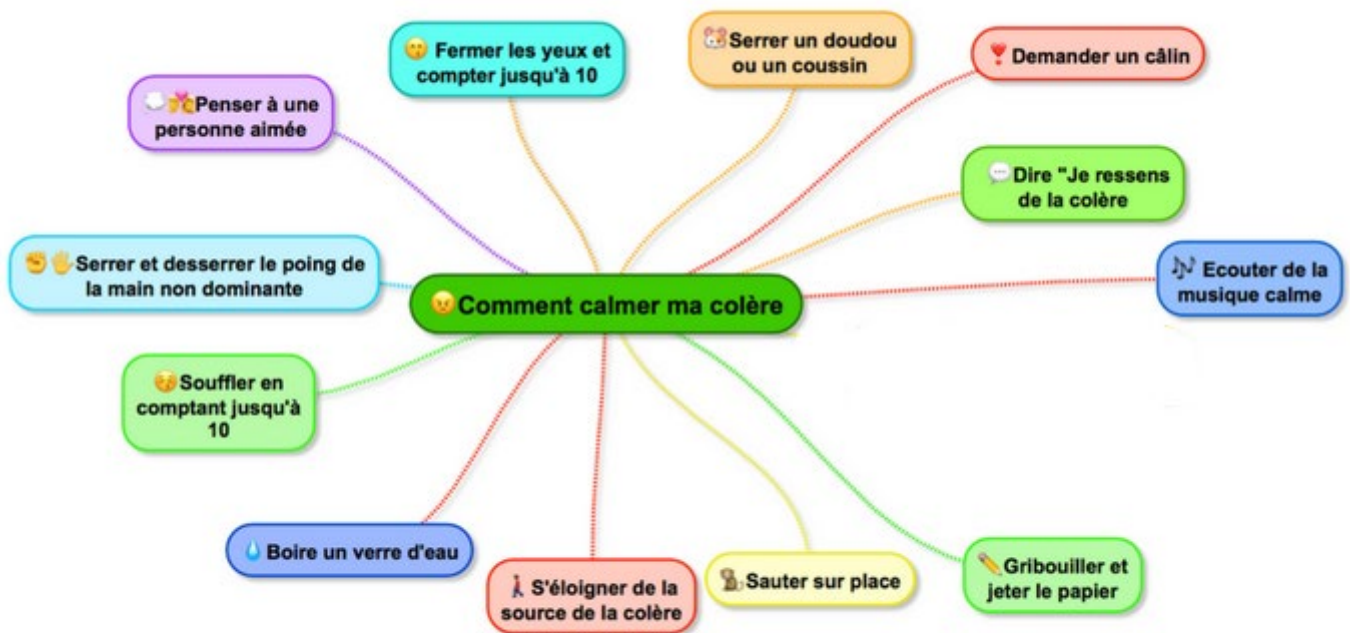 Fermer les yeux et
compter jusqu'à 10
Serrer un doudou
ou un coussin
Demander un câlin
Penser à une
personne aimée
Dire "Je ressens
de la colère
Serrer et desserrer le poing de
la main non dominante
Ecouter de la
musique calme
Comment calmer ma colère
Souffler en
comptant jusqu'à
10
Boire un verre d'eau
S'éloigner de la
source de la colère
Sauter sur place
Gribouiller et
jeter le papier